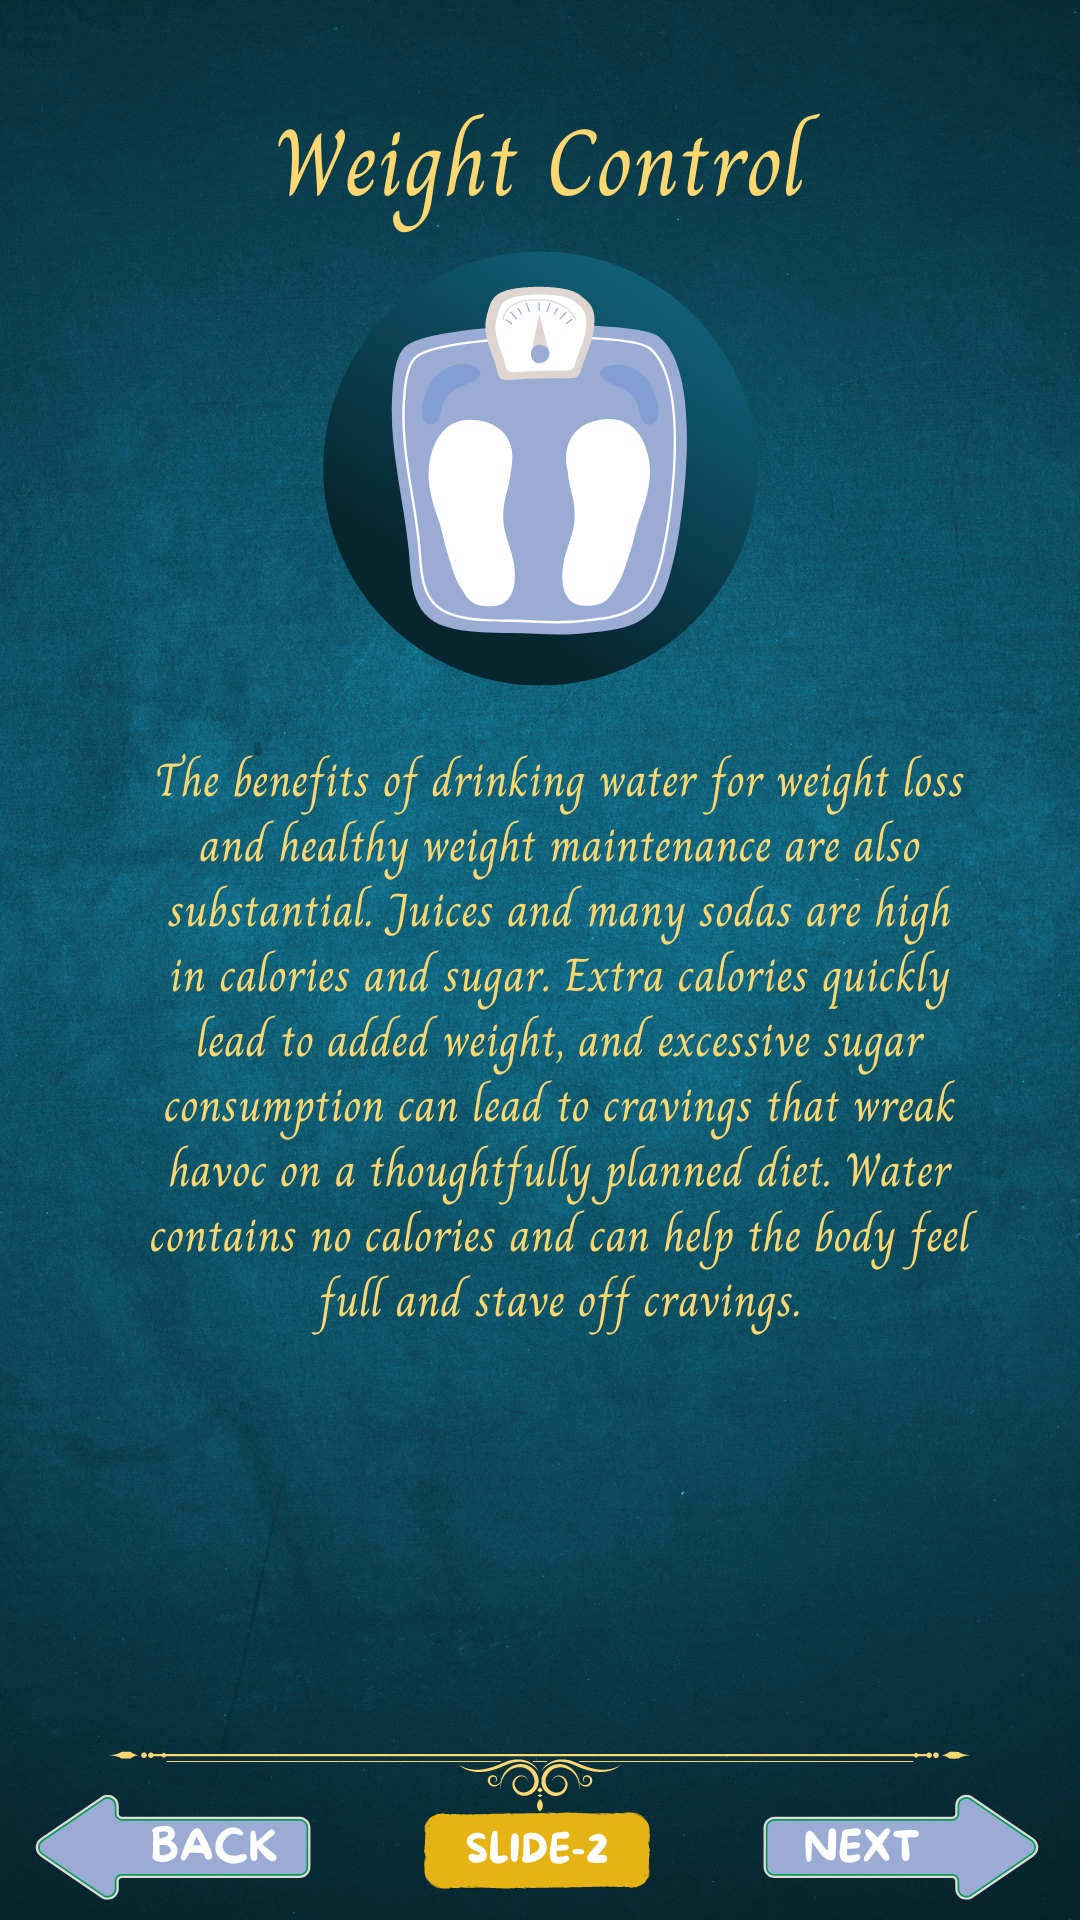 Weight Control
The benefits of drinking water for weight loss
and healthy weight maintenance are also
substantial. Juices and many sodas are high
in calories and sugar. Extra calories quickly
lead to added weight, and excessive sugar
consumption can lead to cravings that wreak
havoc on a thoughtfully planned diet. Water
contains no calories and can help the body feel
full and stave off cravings.
BACK
SLIDE-2
NEXT